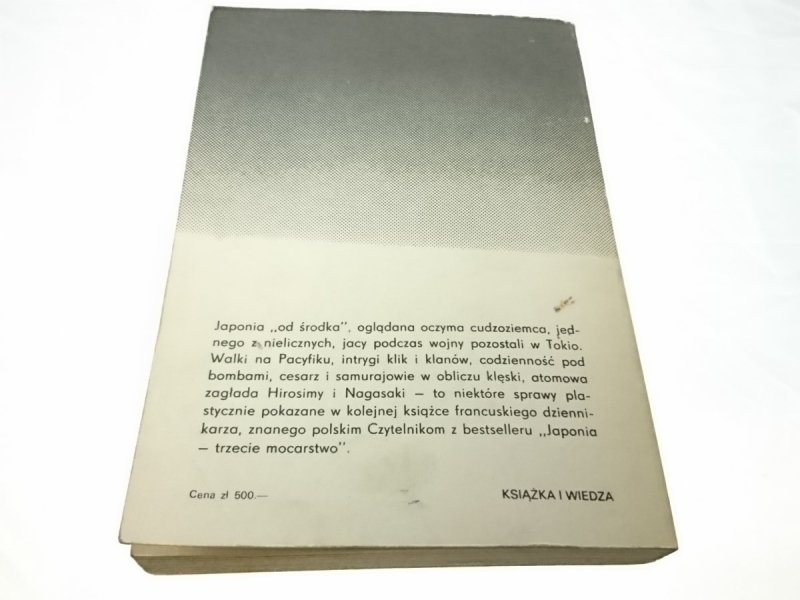 Japonia „od środka”, oglądana oczyma cudzoziemca, jed-
nego z nielicznych, jacy podczas wojny pozostali w Tokio.
Walki na Pacyfiku, intrygi klik i klanów, codzienność pod
bombami, cesarz i samurajowie w obliczu klęski, atomowa
zagłada Hirosimy i Nagasaki — to niektóre sprawy pla-
stycznie pokazane w kolejnej książce francuskiego dzienni-
karza, znanego polskim Czytelnikom z bestselleru „Japonia
— trzecie mocarstwo”.
Cena zł 600.—
KSIĄŻKA I WIEDZA